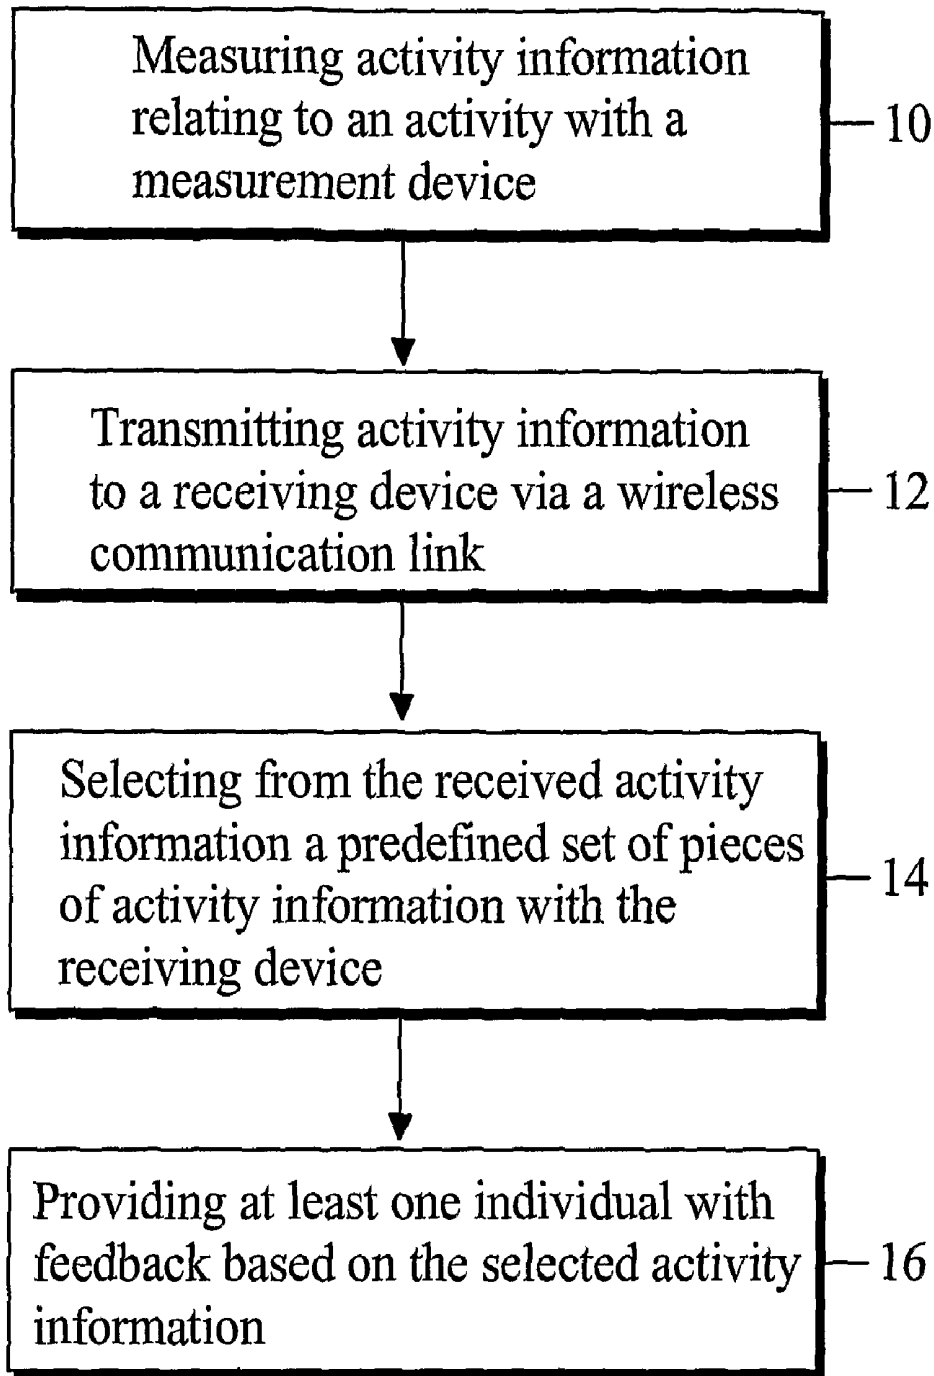 Measuring activity information
relating to an activity with a
measurement device
10
Transmitting activity information
to a receiving device via a wireless
communication link
12
Selecting from the received activity
information a predefined set of pieces
of activity information with the
receiving device
14
Providing at least one individual with
feedback based on the selected activity
information
16